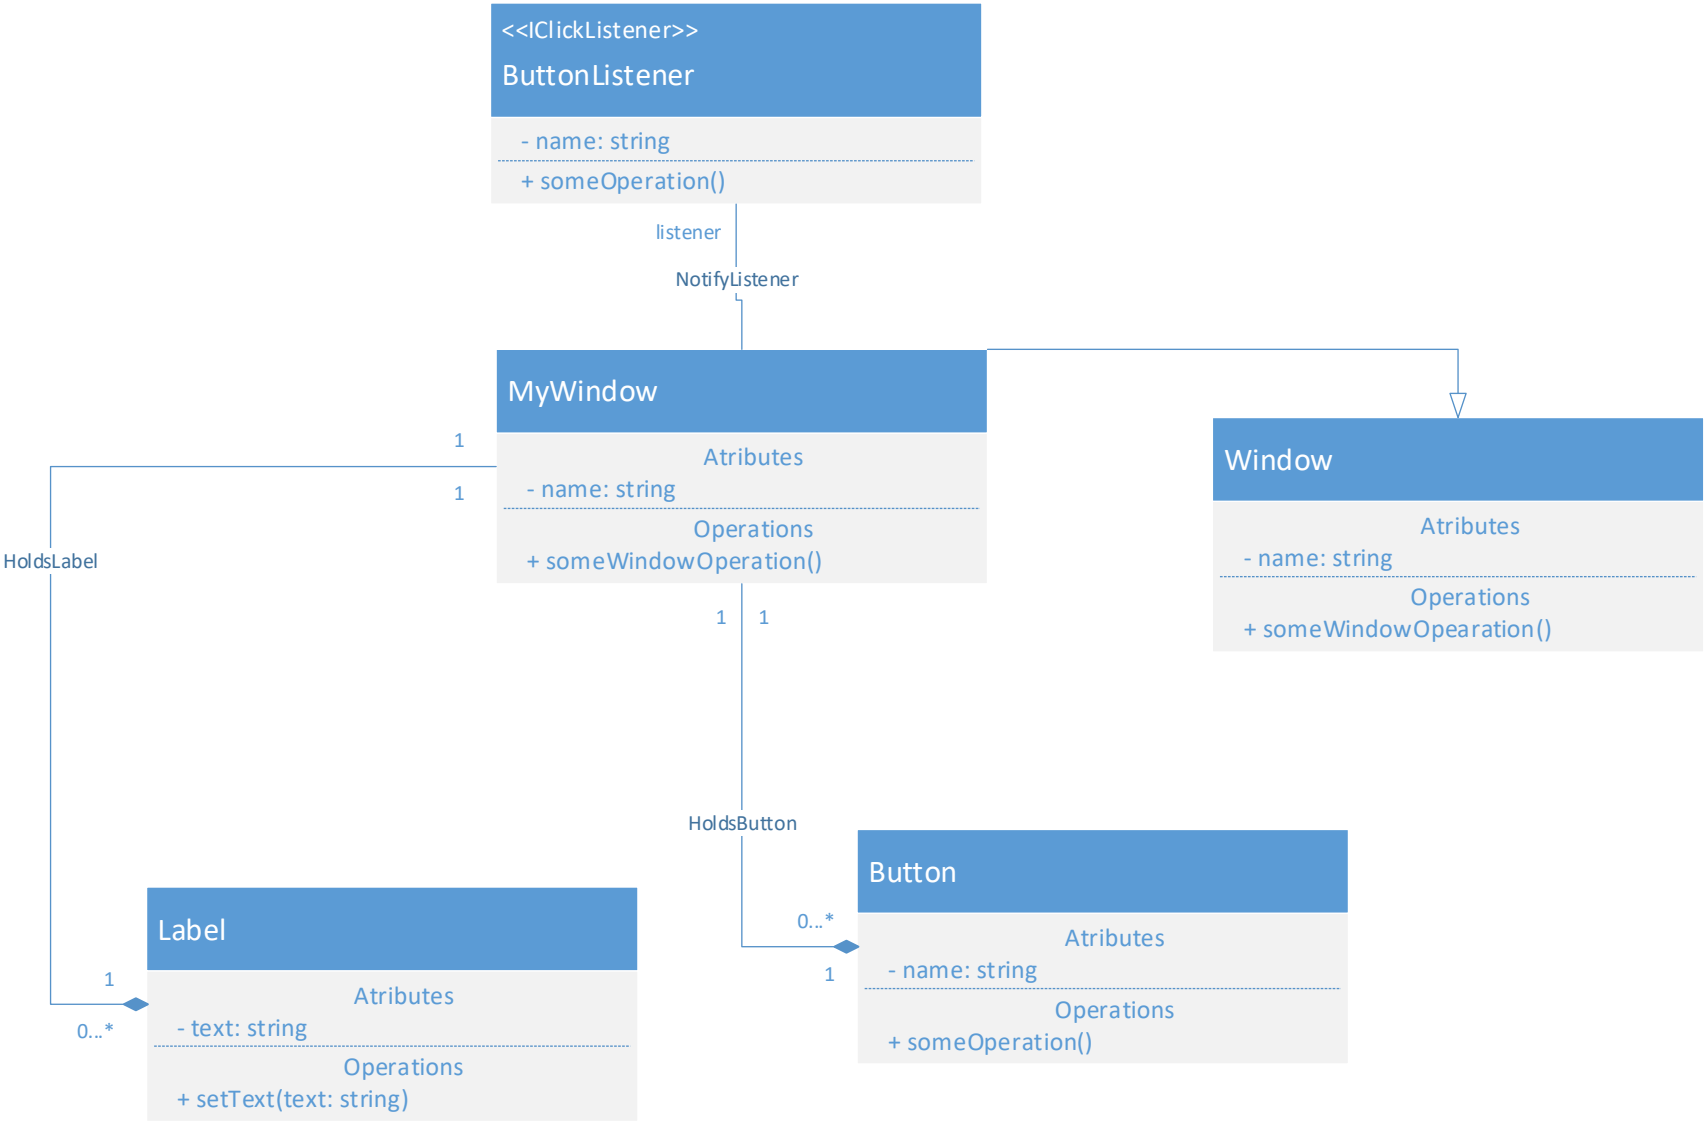 <<IClickListener>>
ButtonListener
- name: string
+ someOperation()
listener
NotifyListener
MyWindow
Atributes
- name: string
Operations
+ someWindowOperation()
1
1
HoldsLabel
Window
Atributes
- name: string
Operations
+ someWindowOpearation()
1 1
HoldsButton
Button
Atributes
- name: string
Operations
+ someOperation()
0...*
1
Label
Atributes
- text: string
Operations
+ setText(text: string)
1
0...*